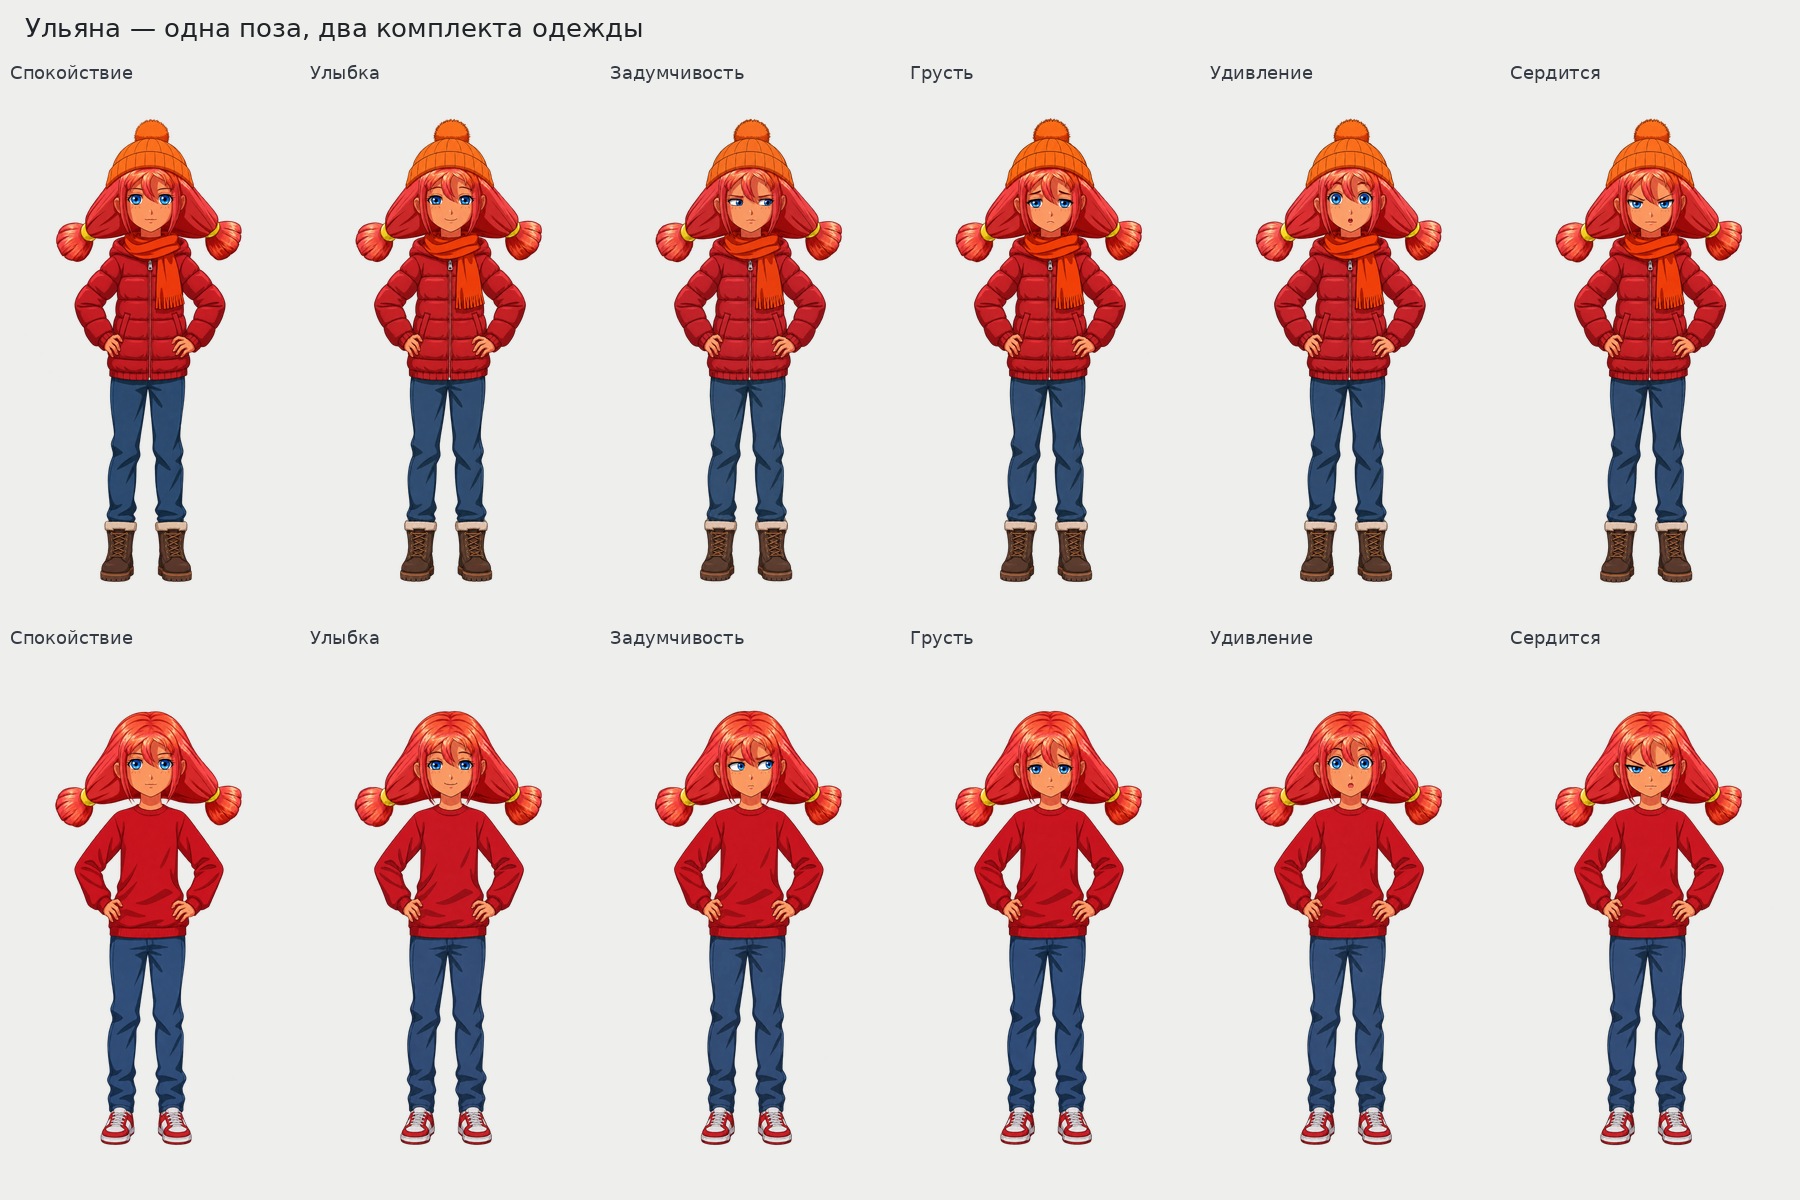 Ульяна — одна поза, два комплекта одежды
Спокойствие
Улыбка
Задумчивость
Грусть
Удивление
Сердится
Спокойствие
Улыбка
Задумчивость
Грусть
Удивление
Сердится